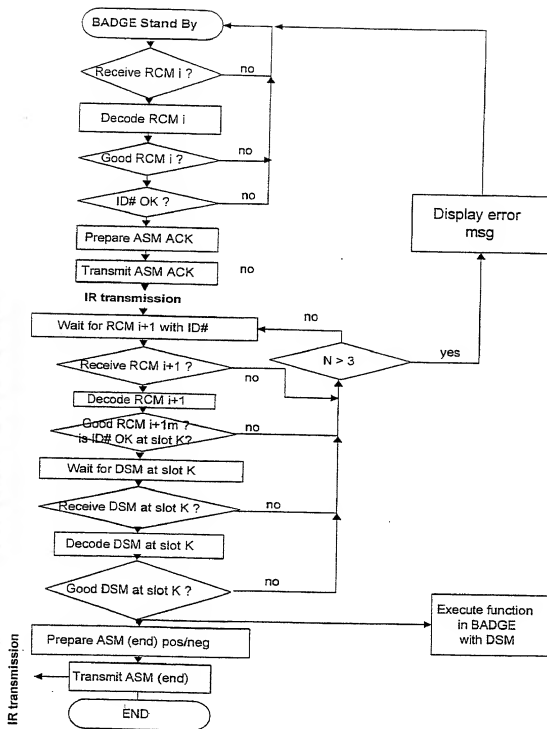 BADGE Stand By
Receive RCM i ?
no
Decode RCM i
Good RCM i ?
no
ID# OK ?
no
Prepare ASM ACK
Transmit ASM ACK
no
IR transmission
Wait for RCM i+1 with ID#
no
N > 3
yes
Display error
msg
Receive RCM i+1 ?
no
Decode RCM i+1
Good RCM i+1m ?
is ID# OK at slot K?
no
Wait for DSM at slot K
Receive DSM at slot K ?
no
Decode DSM at slot K
Good DSM at slot K ?
no
Execute function
in BADGE
with DSM
Prepare ASM (end) pos/neg
Transmit ASM (end)
END
IR transmission